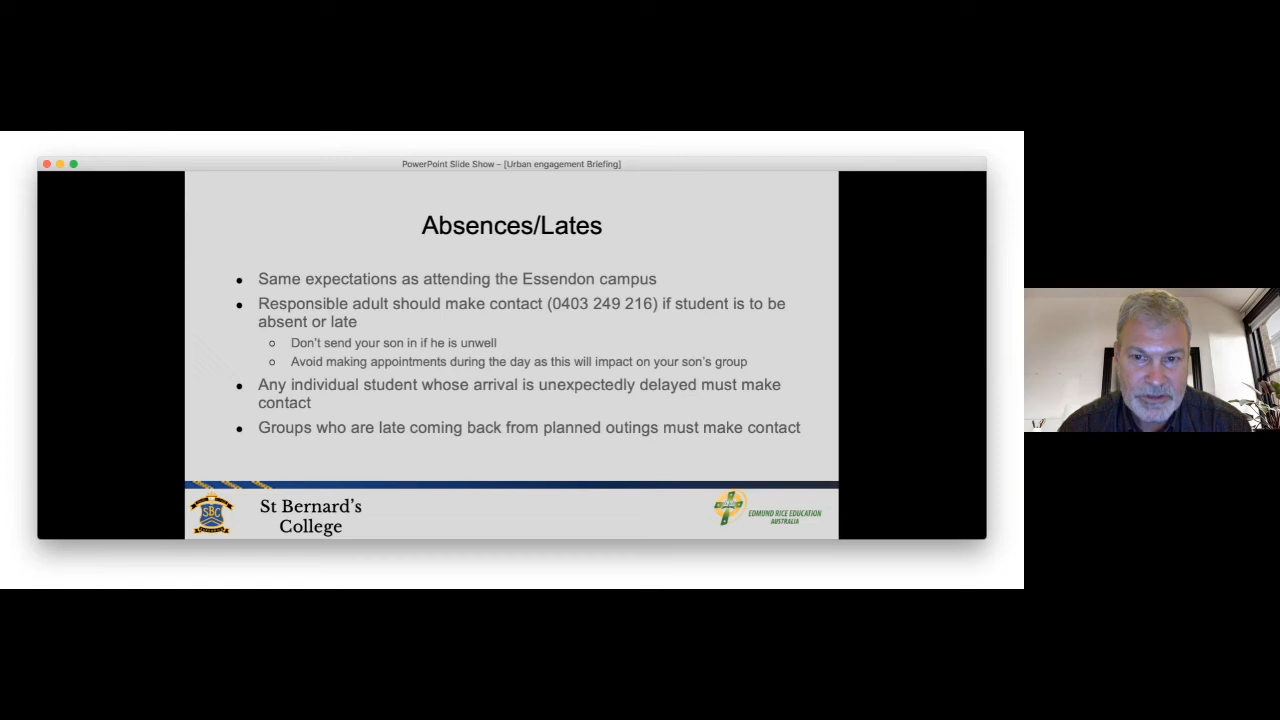 PowerPoint Slide Show – [Urban engagement Briefing]
Absences/Lates
● Same expectations as attending the Essendon campus
● Responsible adult should make contact (0403 249 216) if student is to be
absent or late
○ Don’t send your son in if he is unwell
○ Avoid making appointments during the day as this will impact on your son’s group
● Any individual student whose arrival is unexpectedly delayed must make
contact
● Groups who are late coming back from planned outings must make contact
SBC
St Bernard’s
College
EDMUND RICE EDUCATION
AUSTRALIA